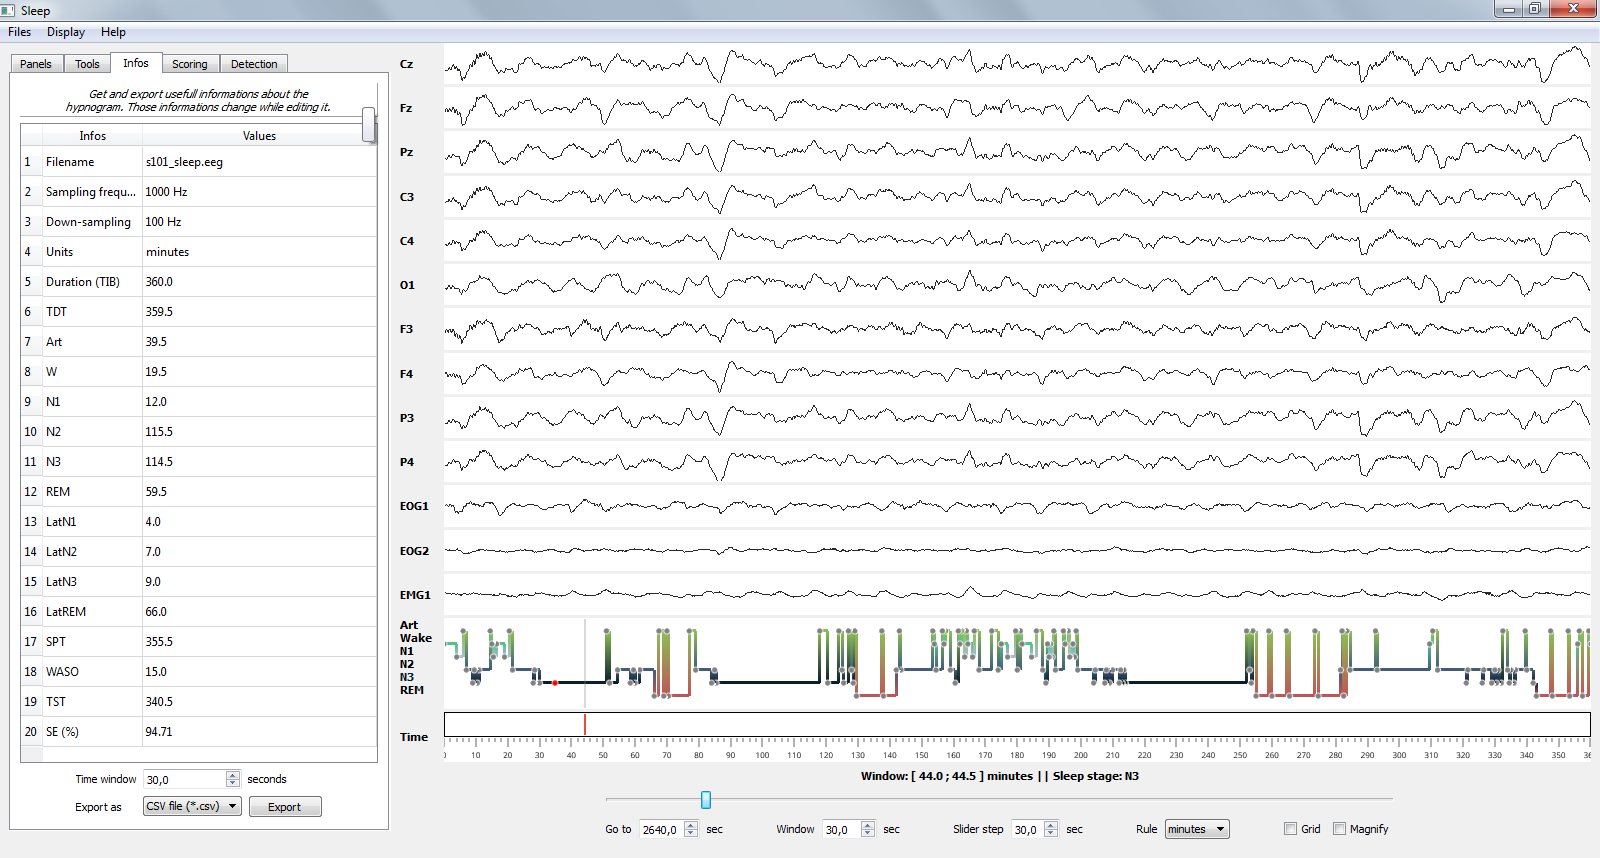 Sleep
Files Display Help
Panels Tools Infos Scoring Detection
Get and export usefull informations about the
hypnogram. Those informations change while editing it.
Infos Values
1 Filename s101_sleep.eeg
2 Sampling frequ... 1000 Hz
3 Down-sampling 100 Hz
4 Units minutes
5 Duration (TIB) 360.0
6 TDT 359.5
7 Art 39.5
8 W 19.5
9 N1 12.0
10 N2 115.5
11 N3 114.5
12 REM 59.5
13 LatN1 4.0
14 LatN2 7.0
15 LatN3 9.0
16 LatREM 66.0
17 SPT 355.5
18 WASO 15.0
19 TST 340.5
20 SE (%) 94.71
Time window 30,0 seconds
Export as CSV file (*.csv) Export
Cz
Fz
Pz
C3
C4
O1
F3
F4
P3
P4
EOG1
EOG2
EMG1
Art
Wake
N1
N2
N3
REM
Time
10 20 30 40 50 60 70 80 90 100 110 120 130 140 150 160 170 180 190 200 210 220 230 240 250 260 270 280 290 300 310 320 330 340 350 36
Window: [ 44.0 ; 44.5 ] minutes || Sleep stage: N3
Go to 2640,0 sec Window 30,0 sec Slider step 30,0 sec Rule minutes Grid Magnify